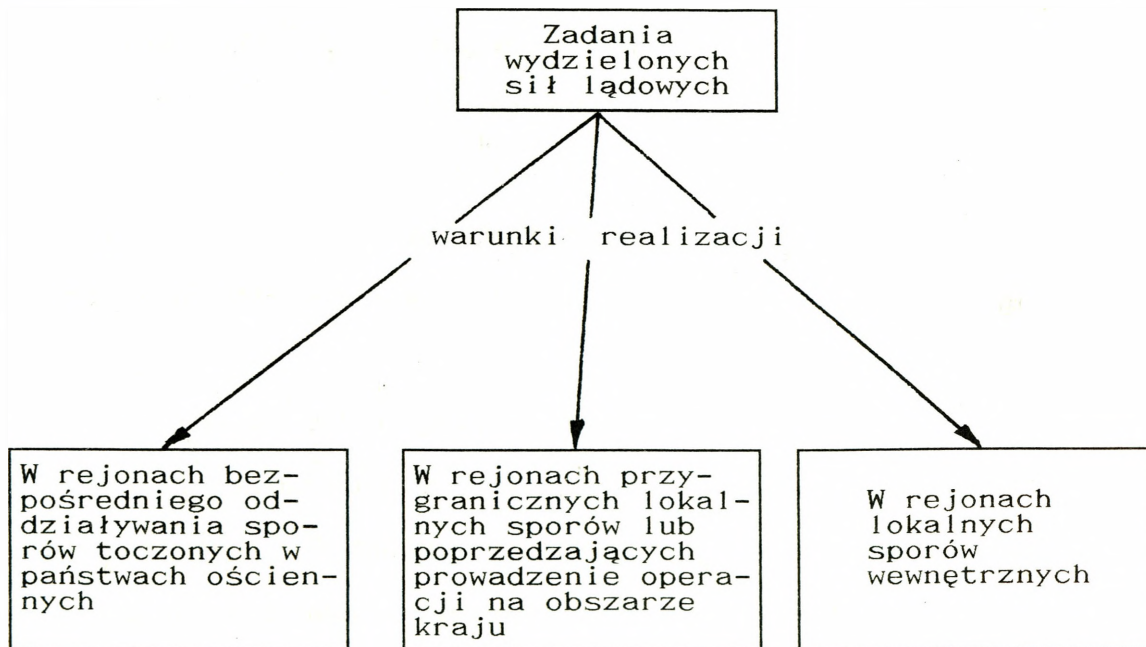 Zadania
wydzielonych
sił lądowych
warunki realizacji
W rejonach bez-
pośredniego od-
działywania spo-
rów toczonych w
państwach ościen-
nych
W rejonach przy-
granicznych lokal-
nych sporów lub
poprzedzających
prowadzenie opera-
cji na obszarze
kraju
W rejonach
lokalnych
sporów
wewnętrznych